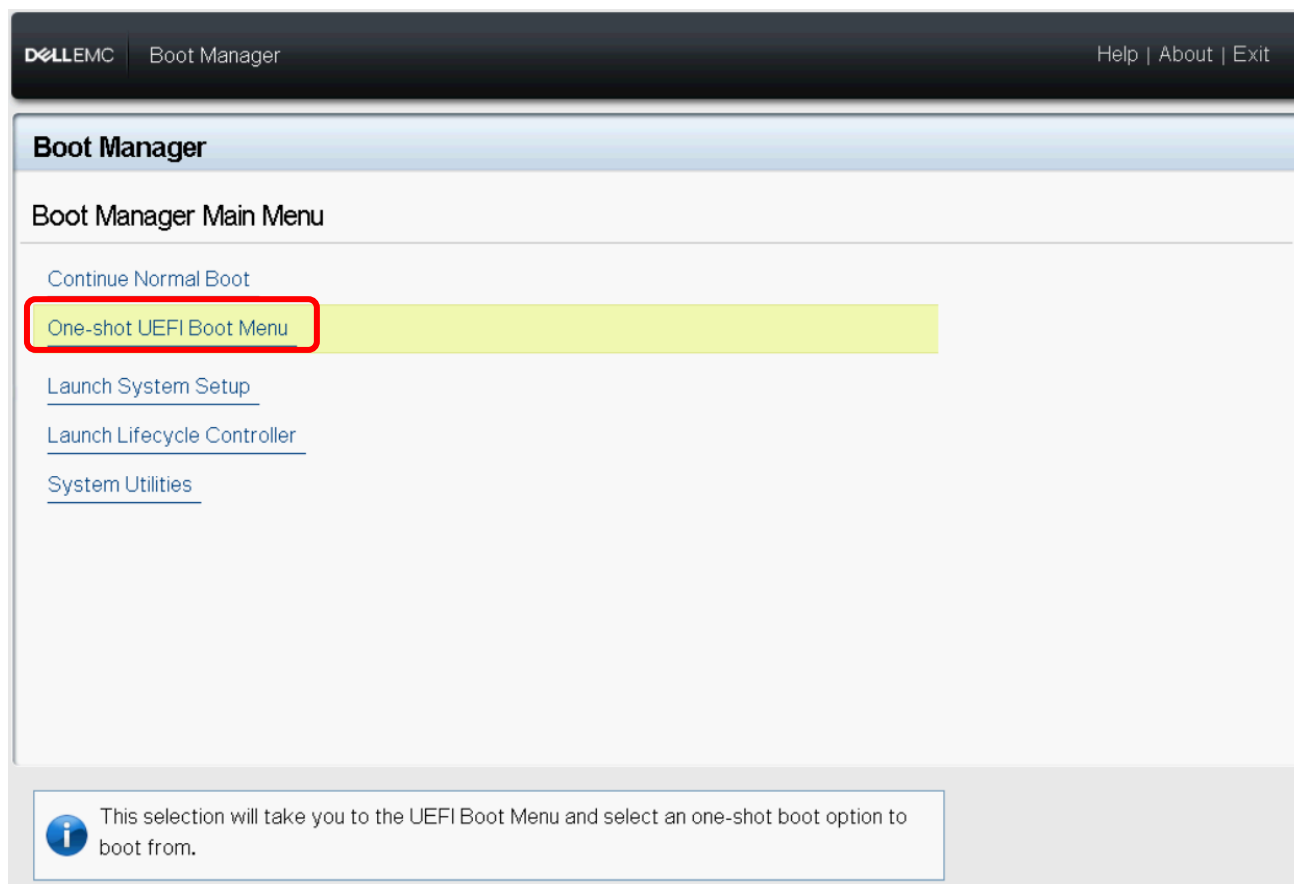 DELLEMC Boot Manager Help | About | Exit
Boot Manager
Boot Manager Main Menu
Continue Normal Boot
One-shot UEFI Boot Menu
Launch System Setup
Launch Lifecycle Controller
System Utilities
This selection will take you to the UEFI Boot Menu and select an one-shot boot option to
boot from.